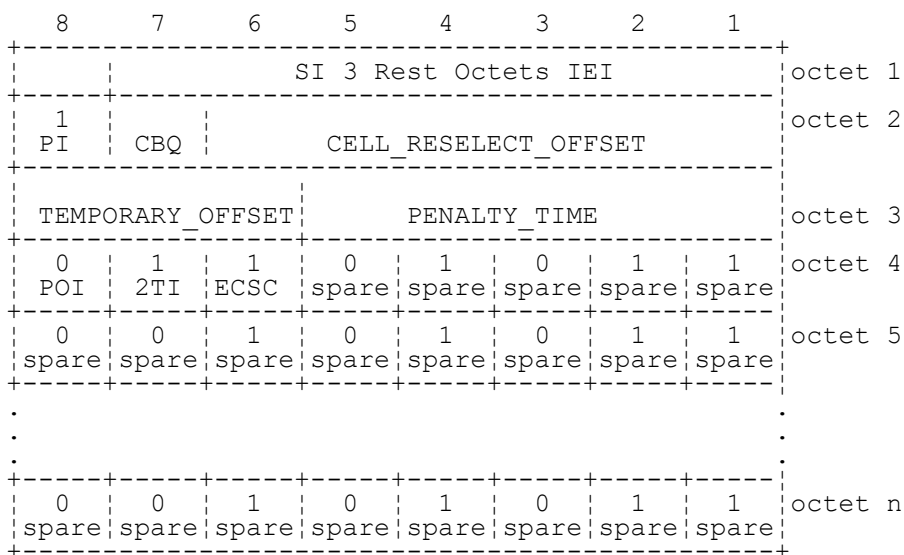 8 7 6 5 4 3 2 1
SI 3 Rest Octets IEI octet 1
1 octet 2
PI CBQ CELL_RESELECT_OFFSET
TEMPORARY_OFFSET PENALTY_TIME octet 3
0 1 1 0 1 0 1 1 octet 4
POI 2TI ECSC spare spare spare spare spare
0 0 1 0 1 0 1 1 octet 5
spare spare spare spare spare spare spare spare
0 0 1 0 1 0 1 1 octet n
spare spare spare spare spare spare spare spare